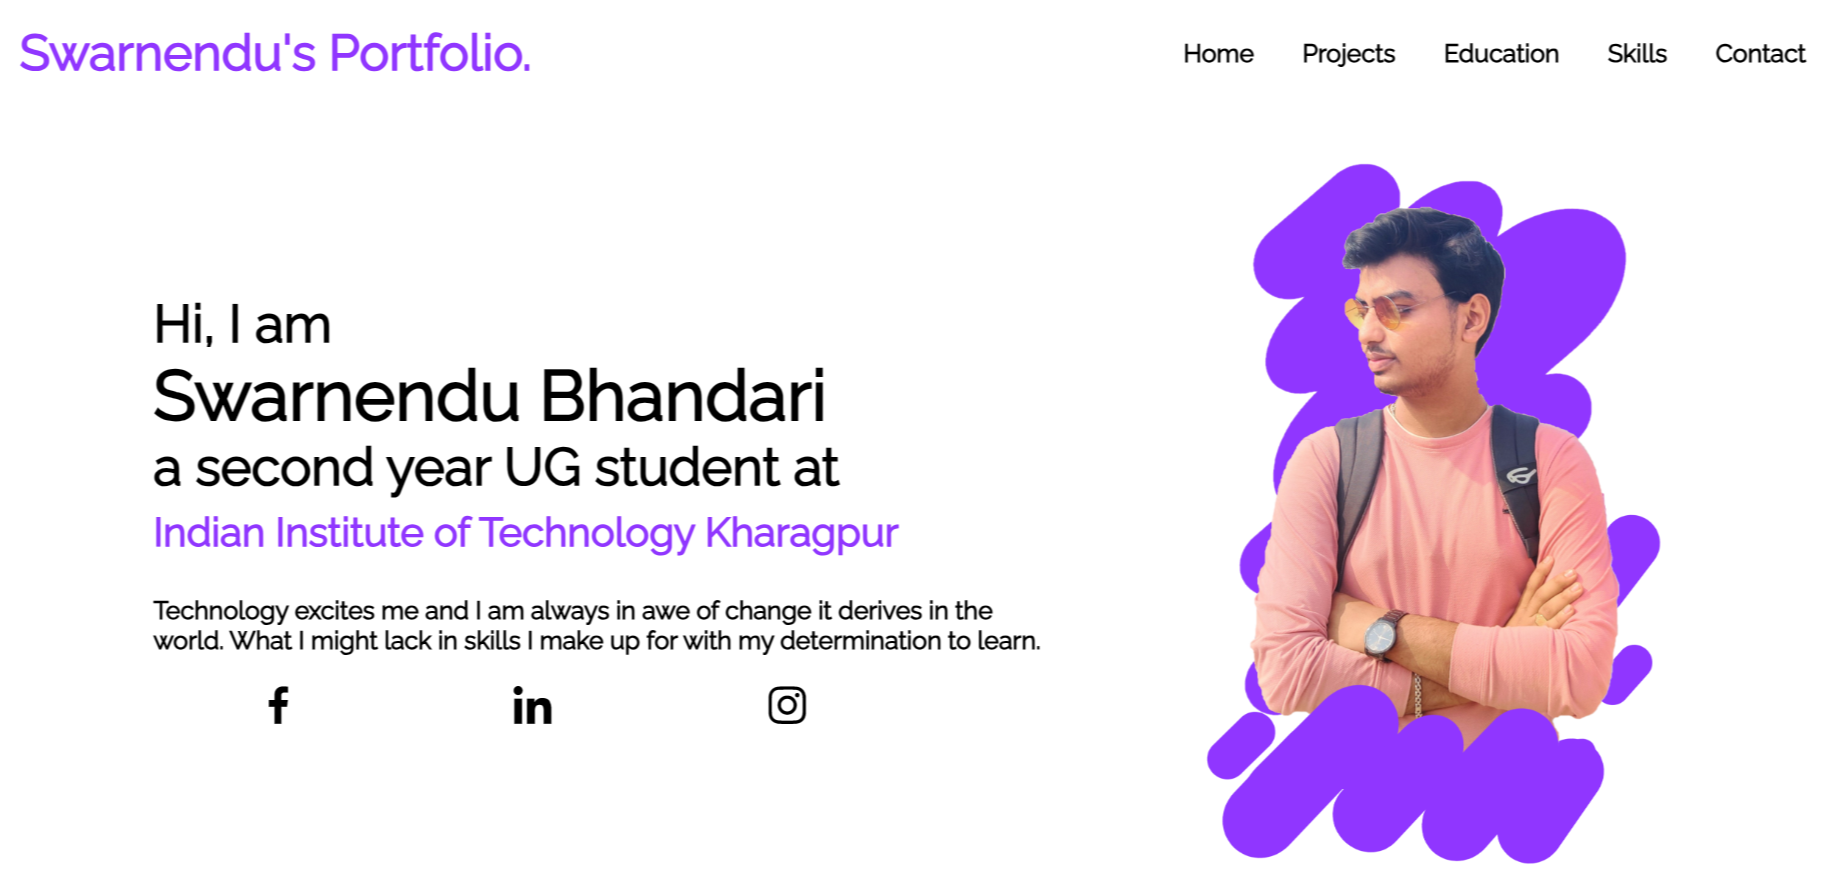 Swarnendu's Portfolio.
Home Projects Education Skills Contact
Hi, I am
Swarnendu Bhandari
a second year UG student at
Indian Institute of Technology Kharagpur
Technology excites me and I am always in awe of change it derives in the
world. What I might lack in skills I make up for with my determination to learn.